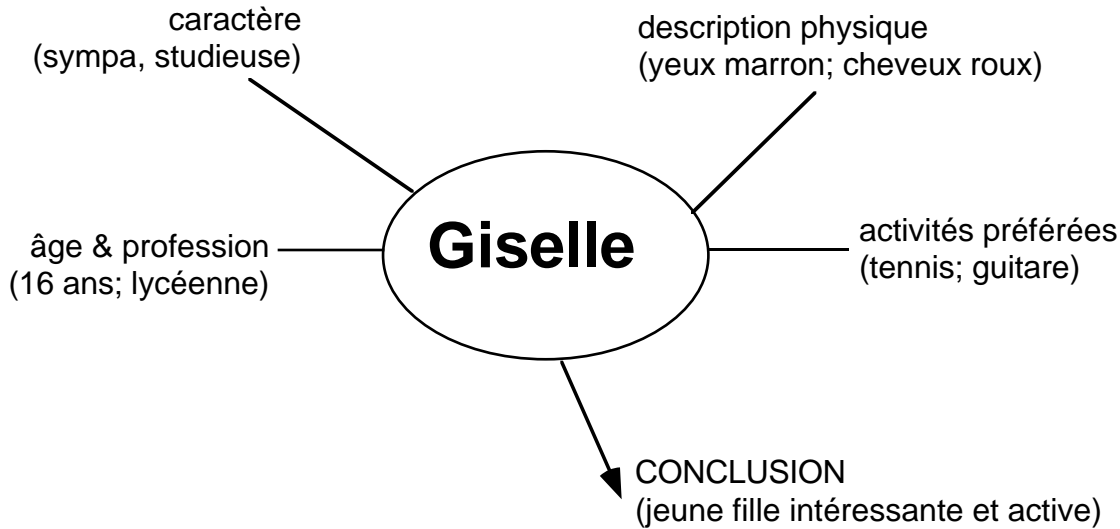 caractère
(sympa, studieuse)
description physique
(yeux marron; cheveux roux)
âge & profession
(16 ans; lycéenne)
Giselle
activités préférées
(tennis; guitare)
CONCLUSION
(jeune fille intéressante et active)